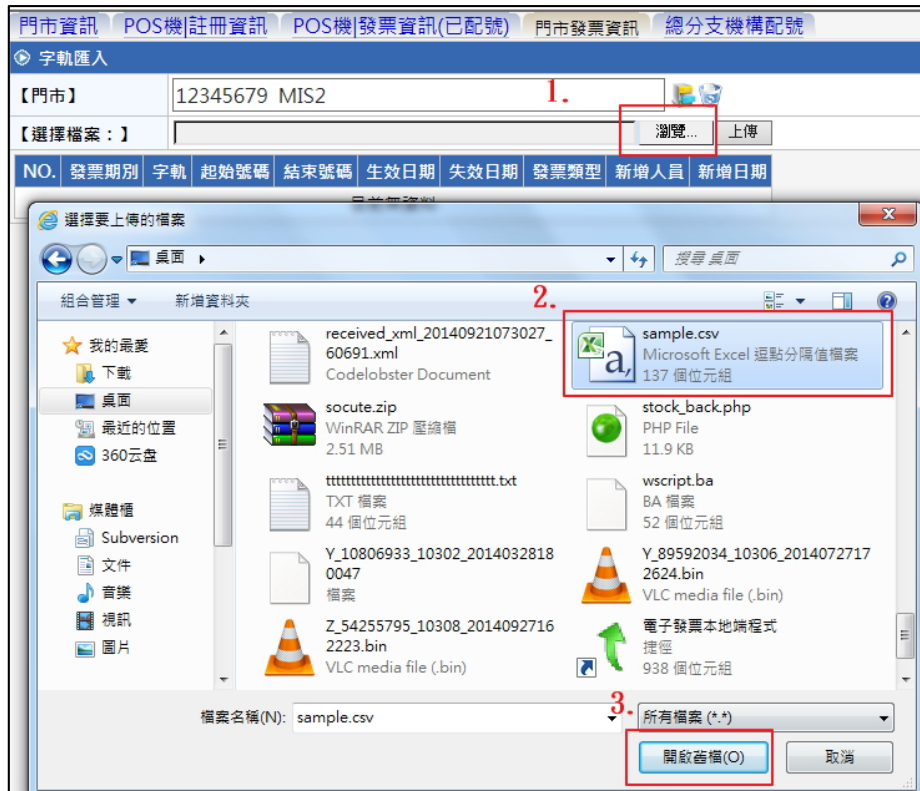 門市資訊 POS機|註冊資訊 POS機|發票資訊(已配號) 門市發票資訊 總分支機構配號
字軌匯入
【門市】 12345679 MIS2
1.
【選擇檔案：】 瀏覽... 上傳
NO. 發票期別 字軌 起始號碼 結束號碼 生效日期 失效日期 發票類型 新增人員 新增日期
目前無資料
選擇要上傳的檔案
桌面 搜尋 桌面
組合管理 新增資料夾
2.
我的最愛
下載
桌面
最近的位置
360云盘
媒體櫃
Subversion
文件
音樂
視訊
圖片
received_xml_20140921073027_
60691.xml
Codelobster Document
sample.csv
Microsoft Excel 逗點分隔值檔案
137 個位元組
socute.zip
WinRAR ZIP 壓縮檔
2.51 MB
stock_back.php
PHP File
11.9 KB
TXT 檔案
44 個位元組
wscript.ba
BA 檔案
52 個位元組
Y_10806933_10302_2014032818
0047
檔案
Y_89592034_10306_2014072717
2624.bin
VLC media file (.bin)
Z_54255795_10308_2014092716
2223.bin
VLC media file (.bin)
電子發票本地端程式
捷徑
938 個位元組
檔案名稱(N): sample.csv 所有檔案 (*.*)
3.
開啟舊檔(O) 取消